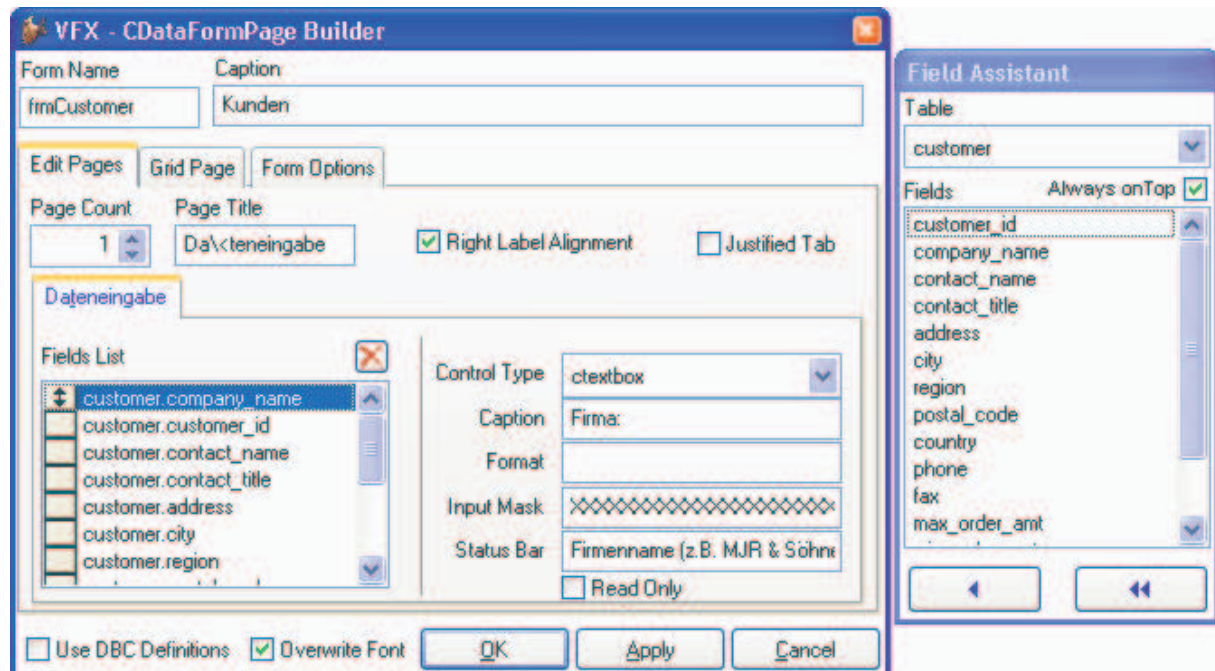 VFX - CDataFormPage Builder
Form Name
Caption
frmCustomer
Kunden
Edit Pages
Grid Page
Form Options
Page Count
Page Title
1
Da\<teneingabe
Right Label Alignment
Justified Tab
Dateneingabe
Fields List
customer.company_name
customer.customer_id
customer.contact_name
customer.contact_title
customer.address
customer.city
customer.region
Control Type
ctextbox
Caption
Firma:
Format
Input Mask
XXXXXXXXXXXXXXXXXXXX
Status Bar
Firmenname (z.B. MJR & Söhne
Read Only
Use DBC Definitions
Overwrite Font
OK
Apply
Cancel
Field Assistant
Table
customer
Fields
Always onTop
customer_id
company_name
contact_name
contact_title
address
city
region
postal_code
country
phone
fax
max_order_amt